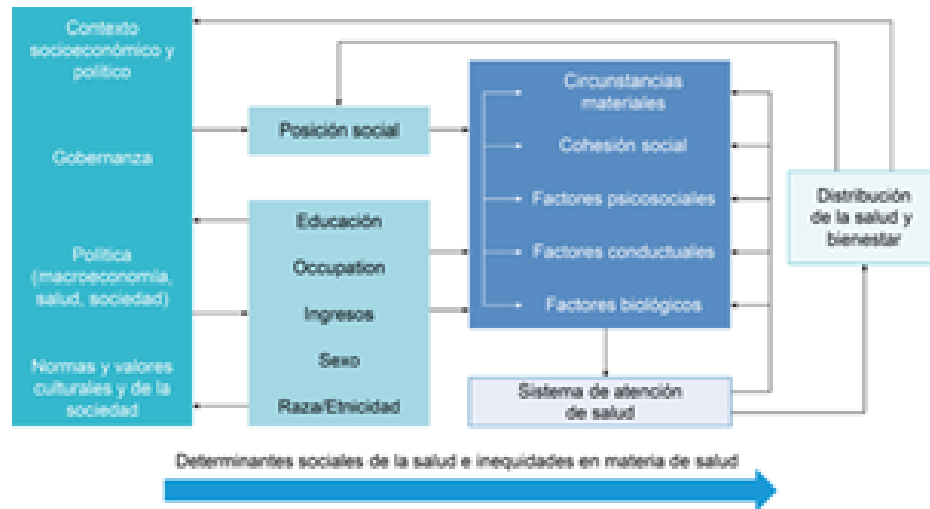 Contexto
socioeconómico y
político
Gobernanza
Política
(macroeconomía,
salud, sociedad)
Normas y valores
culturales y de la
sociedad
Posición social
Educación
Occupation
Ingresos
Sexo
Raza/Etnicidad
Circunstancias
materiales
Cohesión social
Factores psicosociales
Factores conductuales
Factores biológicos
Sistema de atención
de salud
Distribución
de la salud y
bienestar
Determinantes sociales de la salud e inequidades en materia de salud